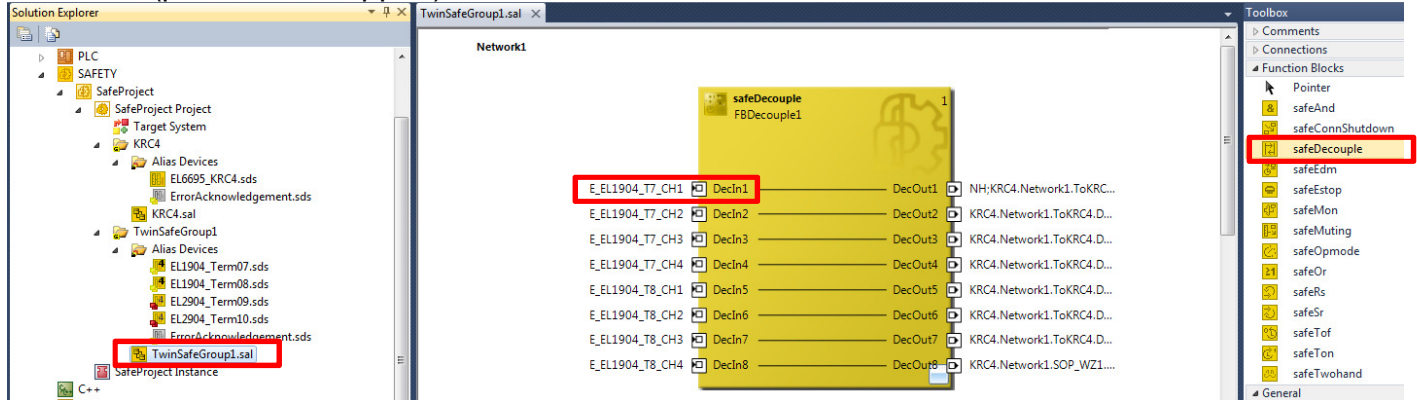 Solution Explorer
PLC
SAFETY
SafeProject
SafeProject Project
Target System
KRC4
Alias Devices
EL6695_KRC4.sds
ErrorAcknowledgement.sds
KRC4.sal
TwinSafeGroup1
Alias Devices
EL1904_Term07.sds
EL1904_Term08.sds
EL2904_Term09.sds
EL2904_Term10.sds
ErrorAcknowledgement.sds
TwinSafeGroup1.sal
SafeProject Instance
C++
TwinSafeGroup1.sal
Network1
safeDecouple 1
FBDecouple1
E_EL1904_T7_CH1 DecIn1 DecOut1 NH;KRC4.Network1.ToKRC...
E_EL1904_T7_CH2 DecIn2 DecOut2 KRC4.Network1.ToKRC4.D...
E_EL1904_T7_CH3 DecIn3 DecOut3 KRC4.Network1.ToKRC4.D...
E_EL1904_T7_CH4 DecIn4 DecOut4 KRC4.Network1.ToKRC4.D...
E_EL1904_T8_CH1 DecIn5 DecOut5 KRC4.Network1.ToKRC4.D...
E_EL1904_T8_CH2 DecIn6 DecOut6 KRC4.Network1.ToKRC4.D...
E_EL1904_T8_CH3 DecIn7 DecOut7 KRC4.Network1.ToKRC4.D...
E_EL1904_T8_CH4 DecIn8 DecOut8 KRC4.Network1.SOP_WZ1....
Toolbox
Comments
Connections
Function Blocks
Pointer
safeAnd
safeConnShutdown
safeDecouple
safeEdm
safeEstop
safeMon
safeMuting
safeOpmode
safeOr
safeRs
safeSr
safeTof
safeTon
safeTwohand
General